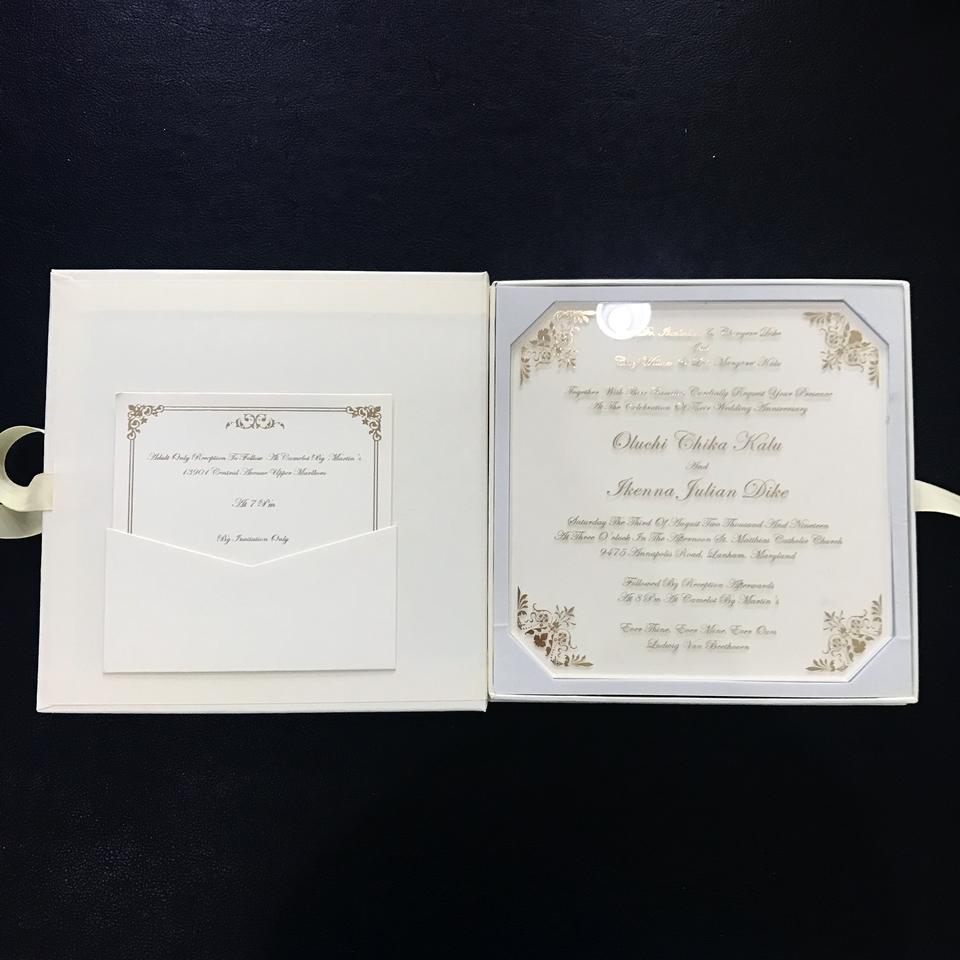 Adult Only Reception To Follow At Camelot By Martin's
13901 Central Avenue Upper Marlboro
At 7 Pm
By Invitation Only
& Dike
And
& Kalu
Together With Their Families Cordially Request Your Presence
At The Celebration Of Their Wedding Anniversary
Oluchi Chika Kalu
And
Ikenna Julian Dike
Saturday The Third Of August Two Thousand And Nineteen
At Three O'clock In The Afternoon St. Matthias Catholic Church
9475 Annapolis Road, Lanham, Maryland
Followed By Reception Afterwards
At 8 Pm At Camelot By Martin's
Ever Thine, Ever Mine, Ever Ours
Ludwig Van Beethoven